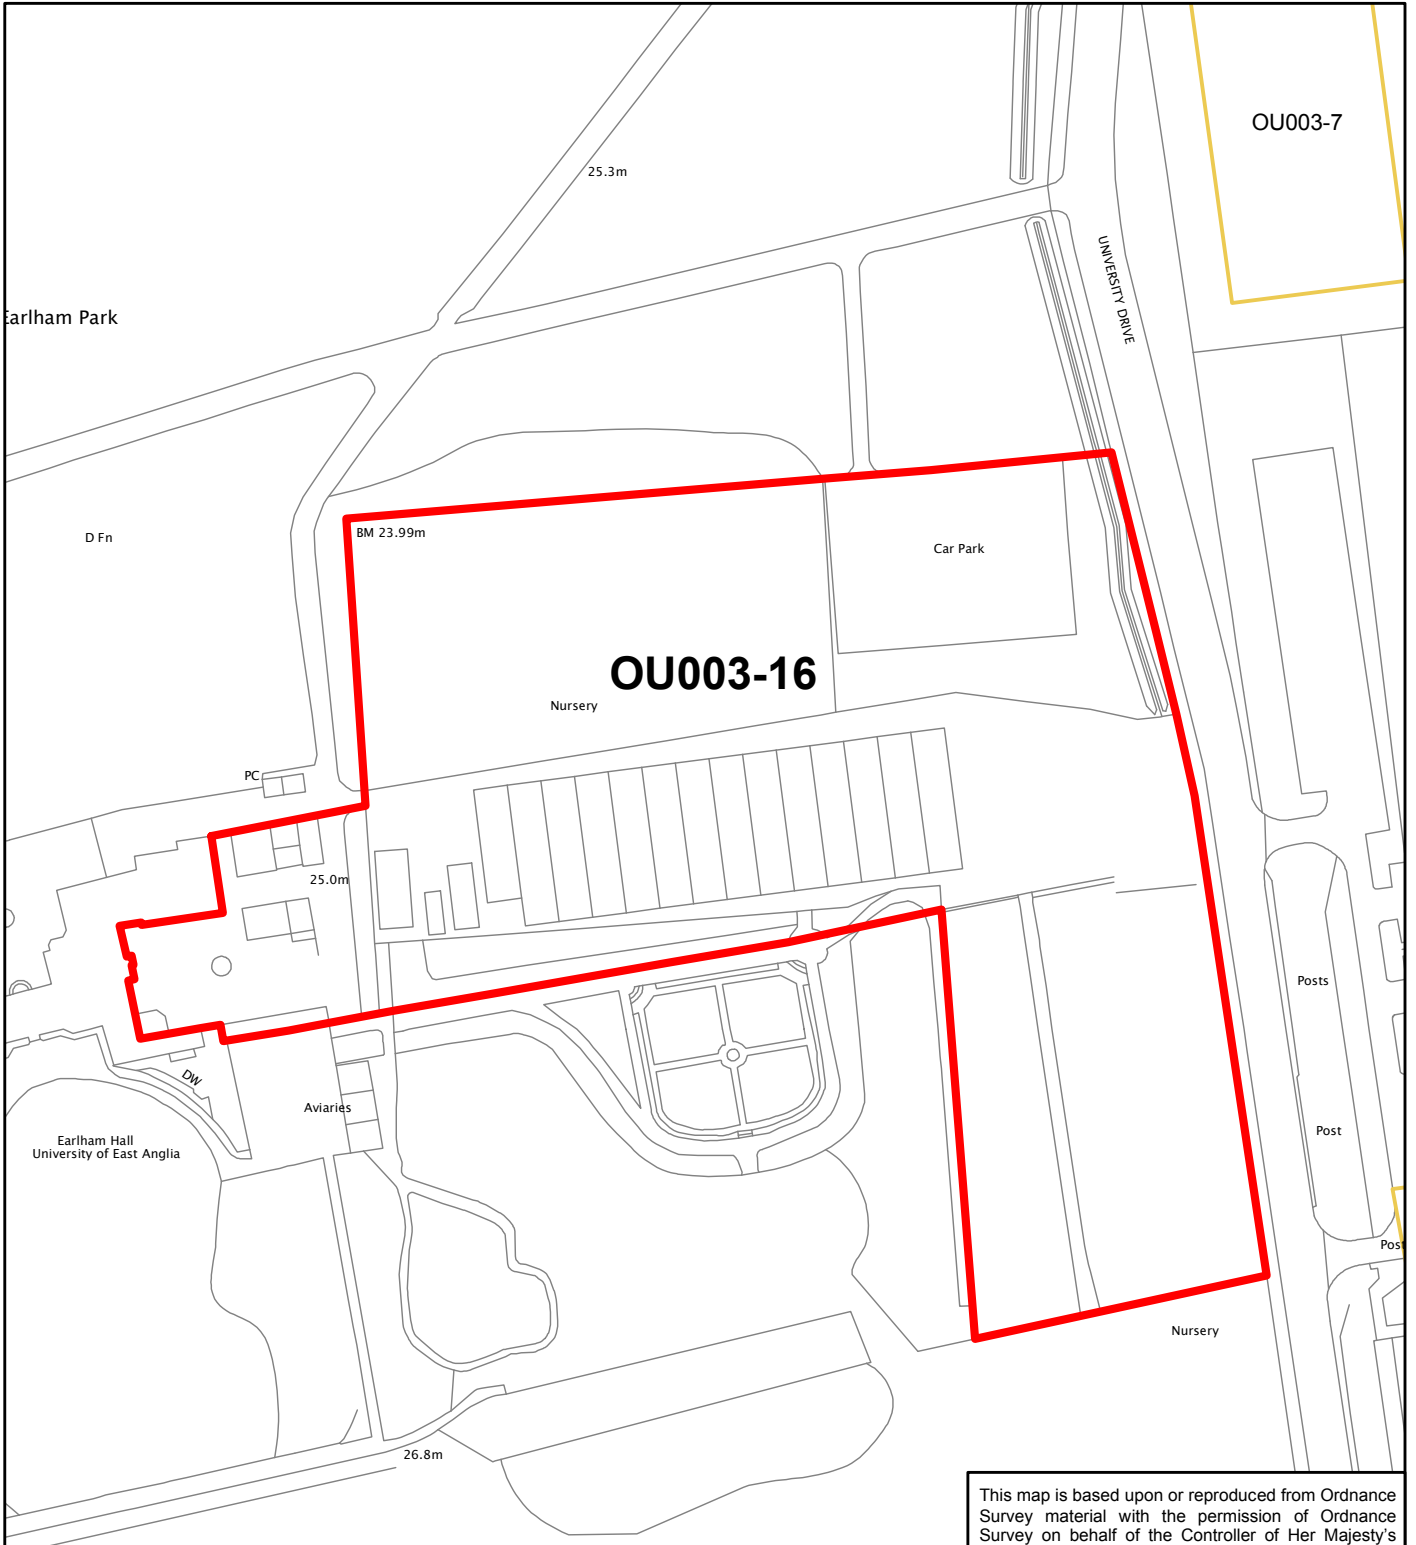 OU003-7
25.3m
UNIVERSITY DRIVE
Earlham Park
BM 23.99m
D Fn
Car Park
OU003-16
Nursery
PC
25.0m
Posts
DW
Aviaries
Post
Earlham Hall
University of East Anglia
Post
Nursery
26.8m
This map is based upon or reproduced from Ordnance
Survey material with the permission of Ordnance
Survey on behalf of the Controller of Her Majesty's